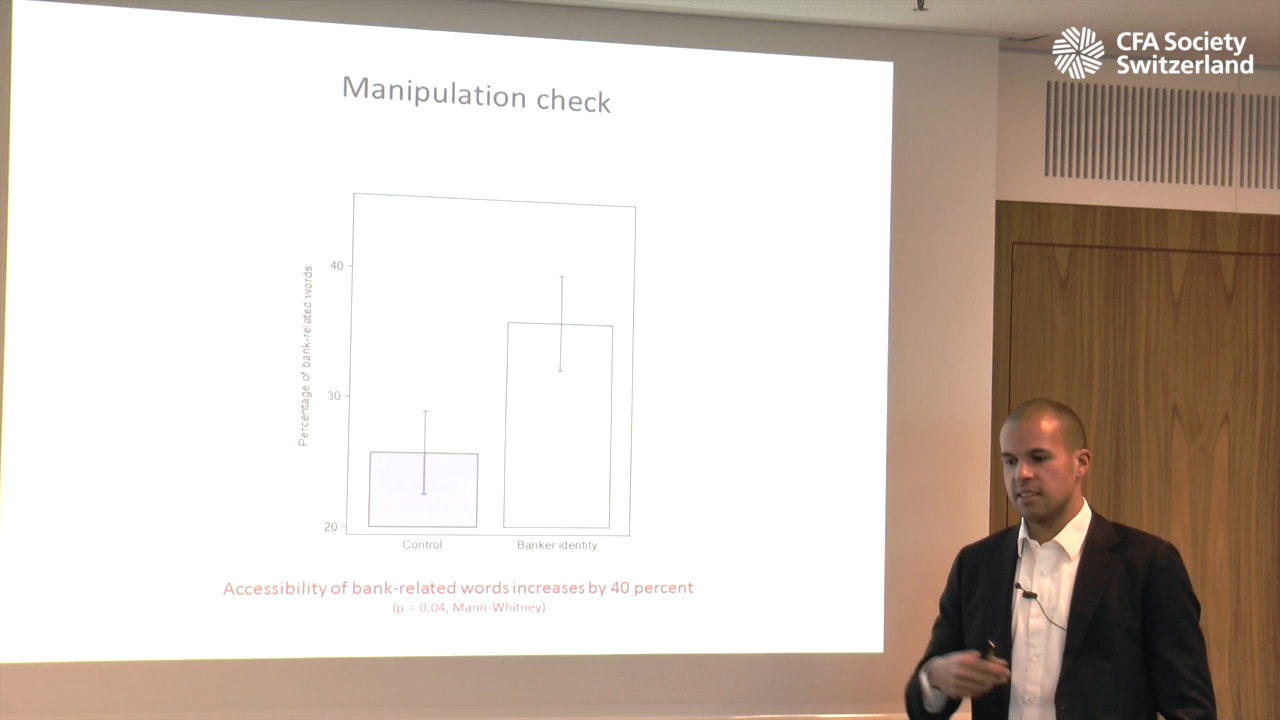 CFA Society
Switzerland
Manipulation check
Percentage of bank-related words
40
30
20
Control
Banker identity
Accessibility of bank-related words increases by 40 percent
(p = 0.04, Mann-Whitney)